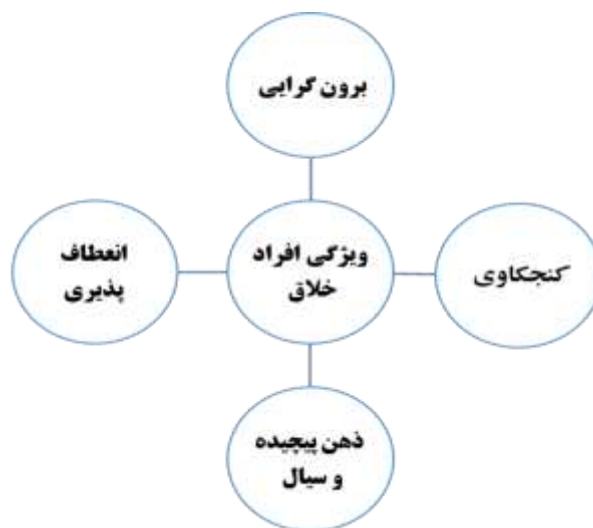 برون گرایی
ویژگی افراد
خلاق
کنجکاوی
انعطاف
پذیری
ذهن پیچیده
و سیال